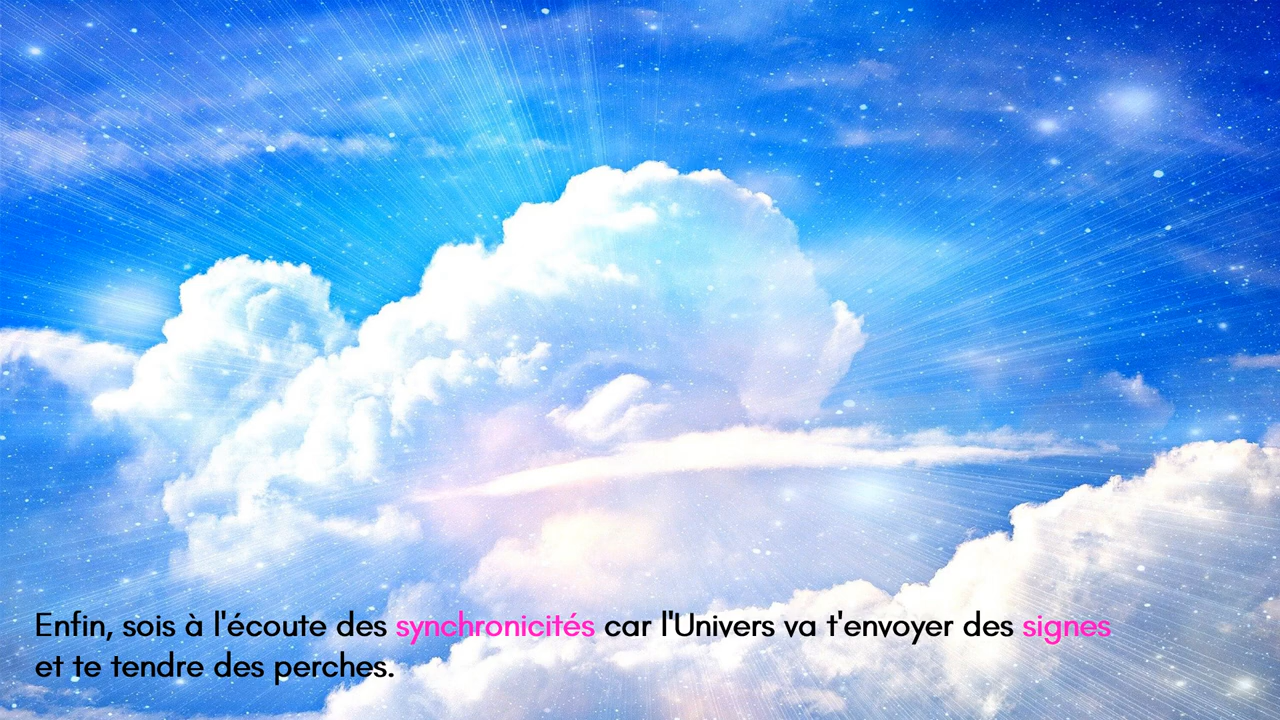 Enfin, sois à l'écoute des synchronicités car l'Univers va t'envoyer des signes
et te tendre des perches.